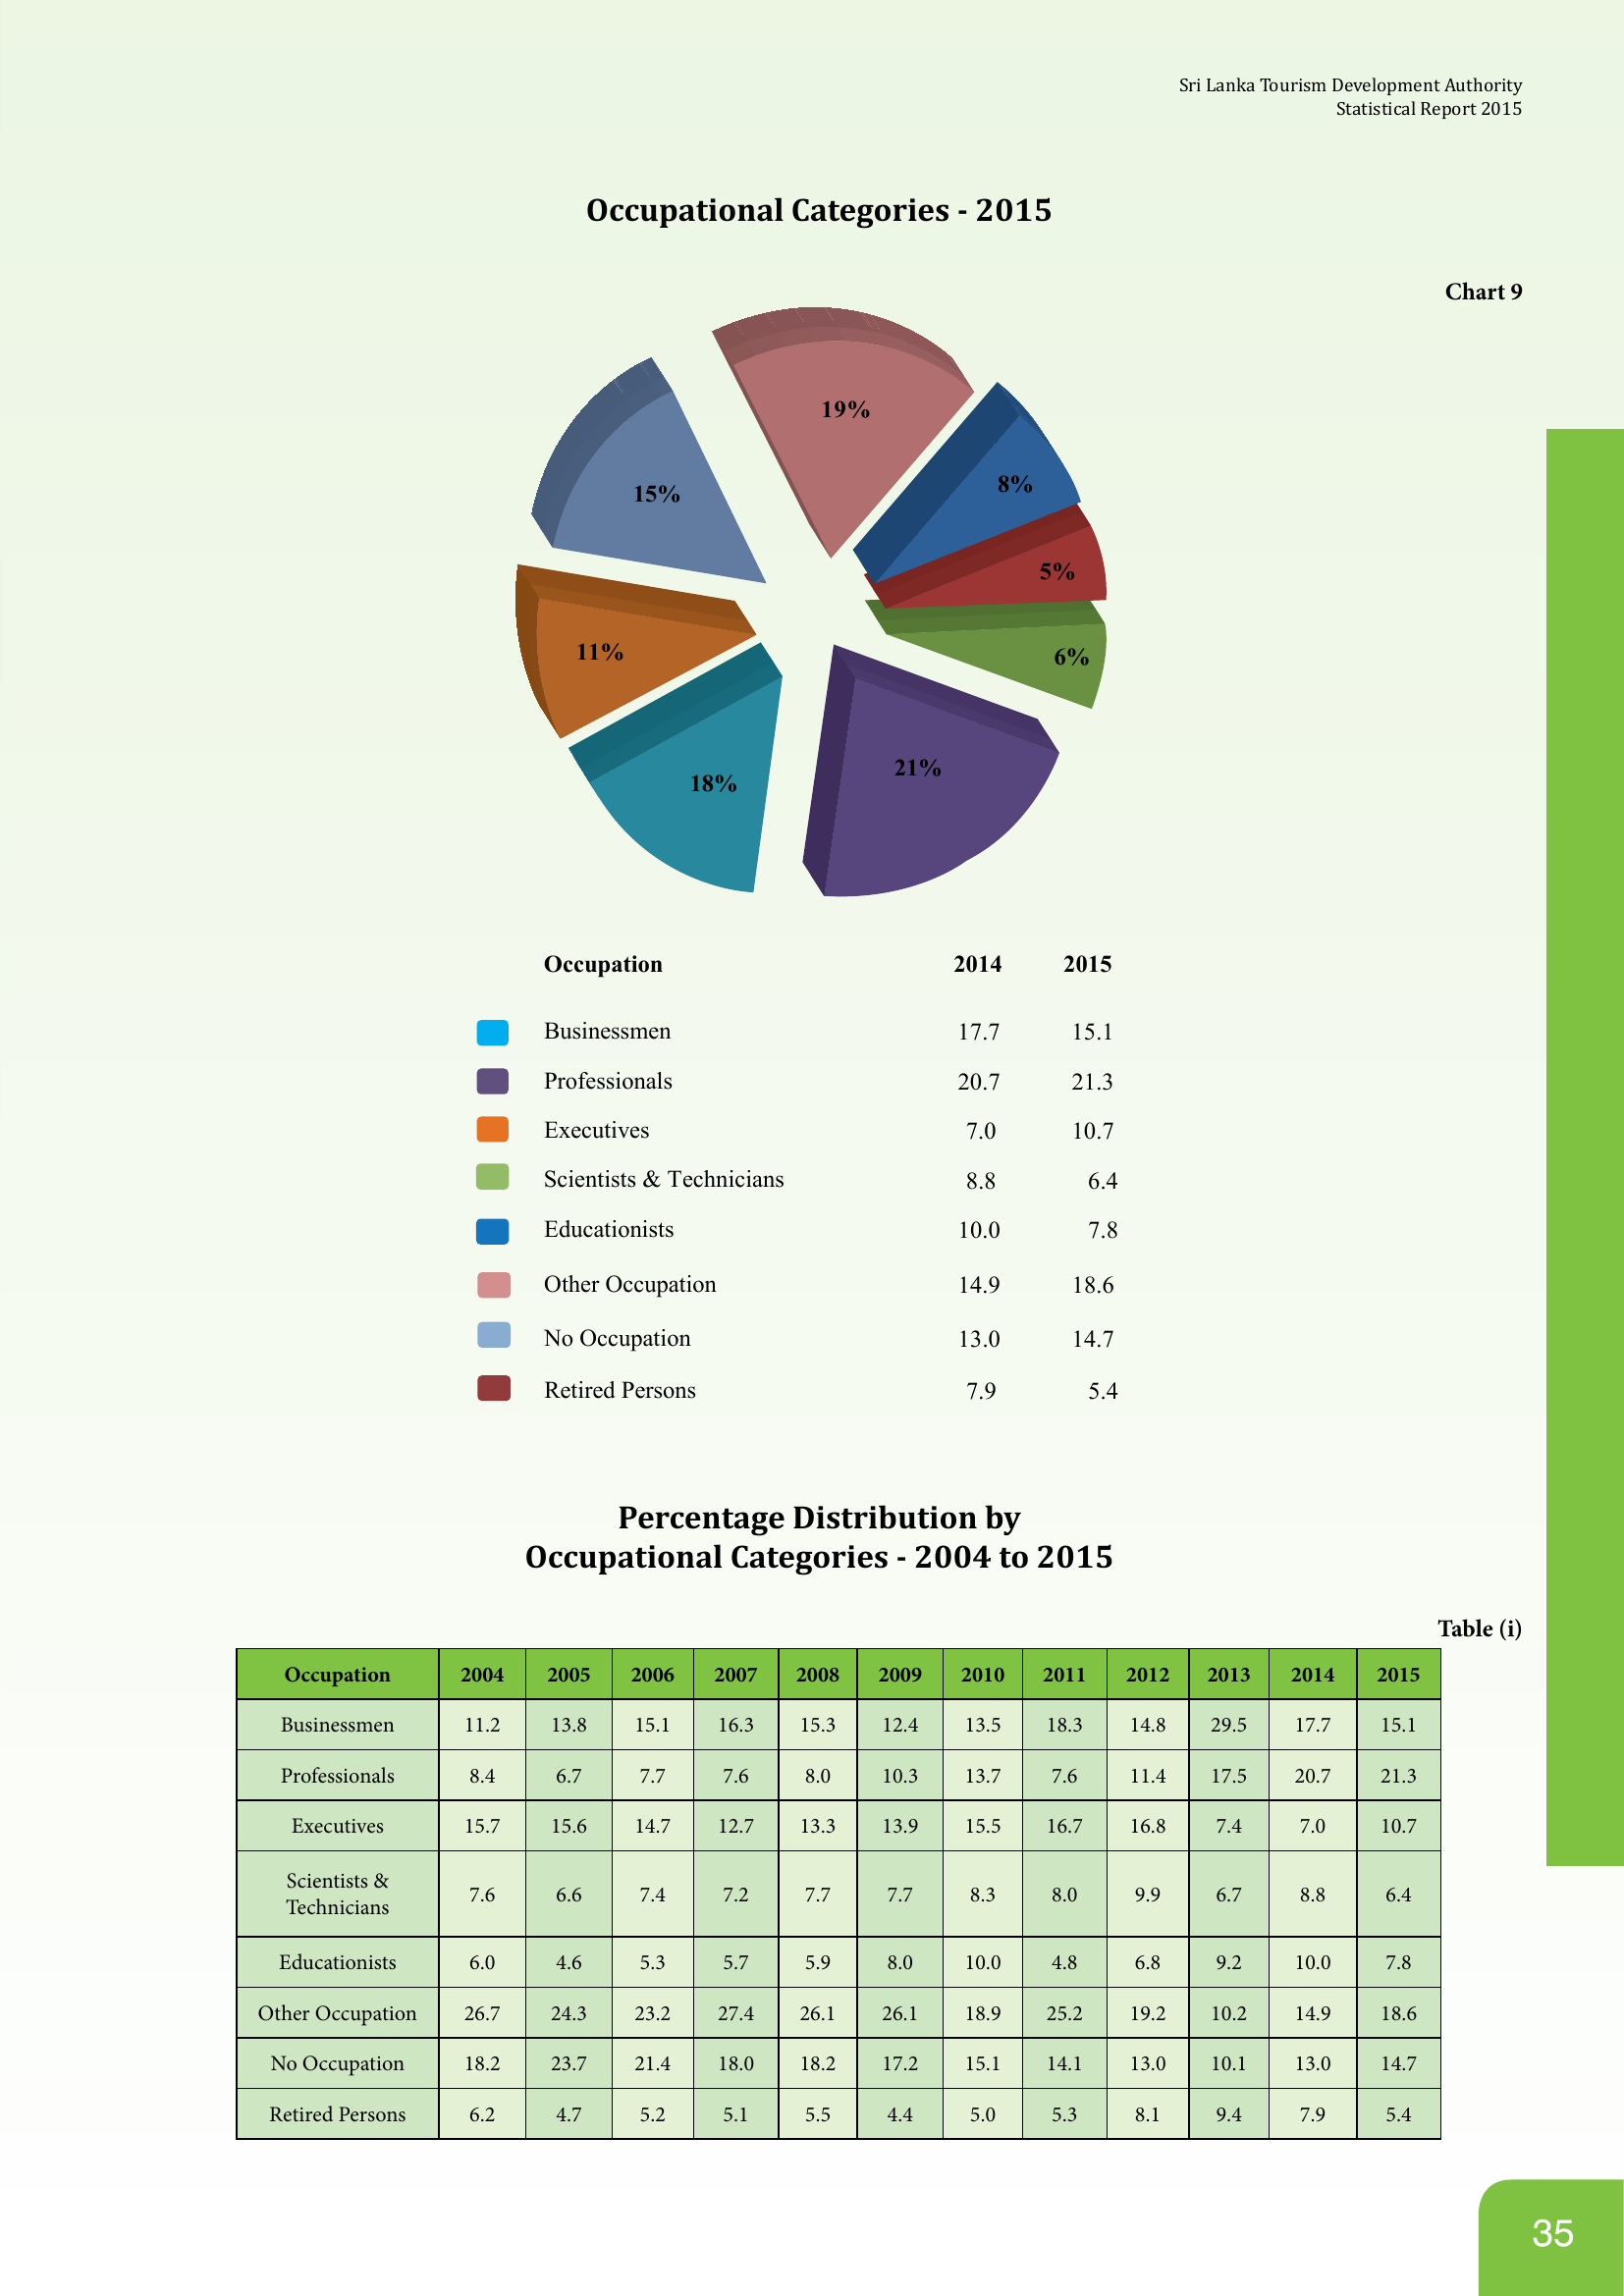 Sri Lanka Tourism Development Authority
Statistical Report 2015
Occupational Categories - 2015
Chart 9
19%
8%
15%
5%
11%
6%
21%
18%
Occupation 2014 2015
Businessmen 17.7 15.1
Professionals 20.7 21.3
Executives 7.0 10.7
Scientists & Technicians 8.8 6.4
Educationists 10.0 7.8
Other Occupation 14.9 18.6
No Occupation 13.0 14.7
Retired Persons 7.9 5.4
Percentage Distribution by
Occupational Categories - 2004 to 2015
Table (i)
Occupation 2004 2005 2006 2007 2008 2009 2010 2011 2012 2013 2014 2015
Businessmen 11.2 13.8 15.1 16.3 15.3 12.4 13.5 18.3 14.8 29.5 17.7 15.1
Professionals 8.4 6.7 7.7 7.6 8.0 10.3 13.7 7.6 11.4 17.5 20.7 21.3
Executives 15.7 15.6 14.7 12.7 13.3 13.9 15.5 16.7 16.8 7.4 7.0 10.7
Scientists &
Technicians 7.6 6.6 7.4 7.2 7.7 7.7 8.3 8.0 9.9 6.7 8.8 6.4
Educationists 6.0 4.6 5.3 5.7 5.9 8.0 10.0 4.8 6.8 9.2 10.0 7.8
Other Occupation 26.7 24.3 23.2 27.4 26.1 26.1 18.9 25.2 19.2 10.2 14.9 18.6
No Occupation 18.2 23.7 21.4 18.0 18.2 17.2 15.1 14.1 13.0 10.1 13.0 14.7
Retired Persons 6.2 4.7 5.2 5.1 5.5 4.4 5.0 5.3 8.1 9.4 7.9 5.4
35